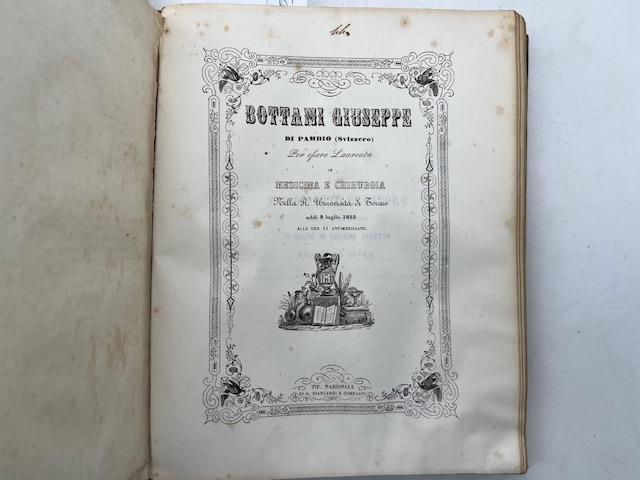 BOTTANI GIUSEPPE
DI PAMBIO (Svizzero)
Per essere Laureato
IN
MEDICINA E CHIRURGIA
Nella R. Università di Torino
addì 9 luglio 1853
ALLE ORE 11 ANTIMERIDIANE.
TIP. NAZIONALE
DI G. BIANCARDI E COMPAGNI